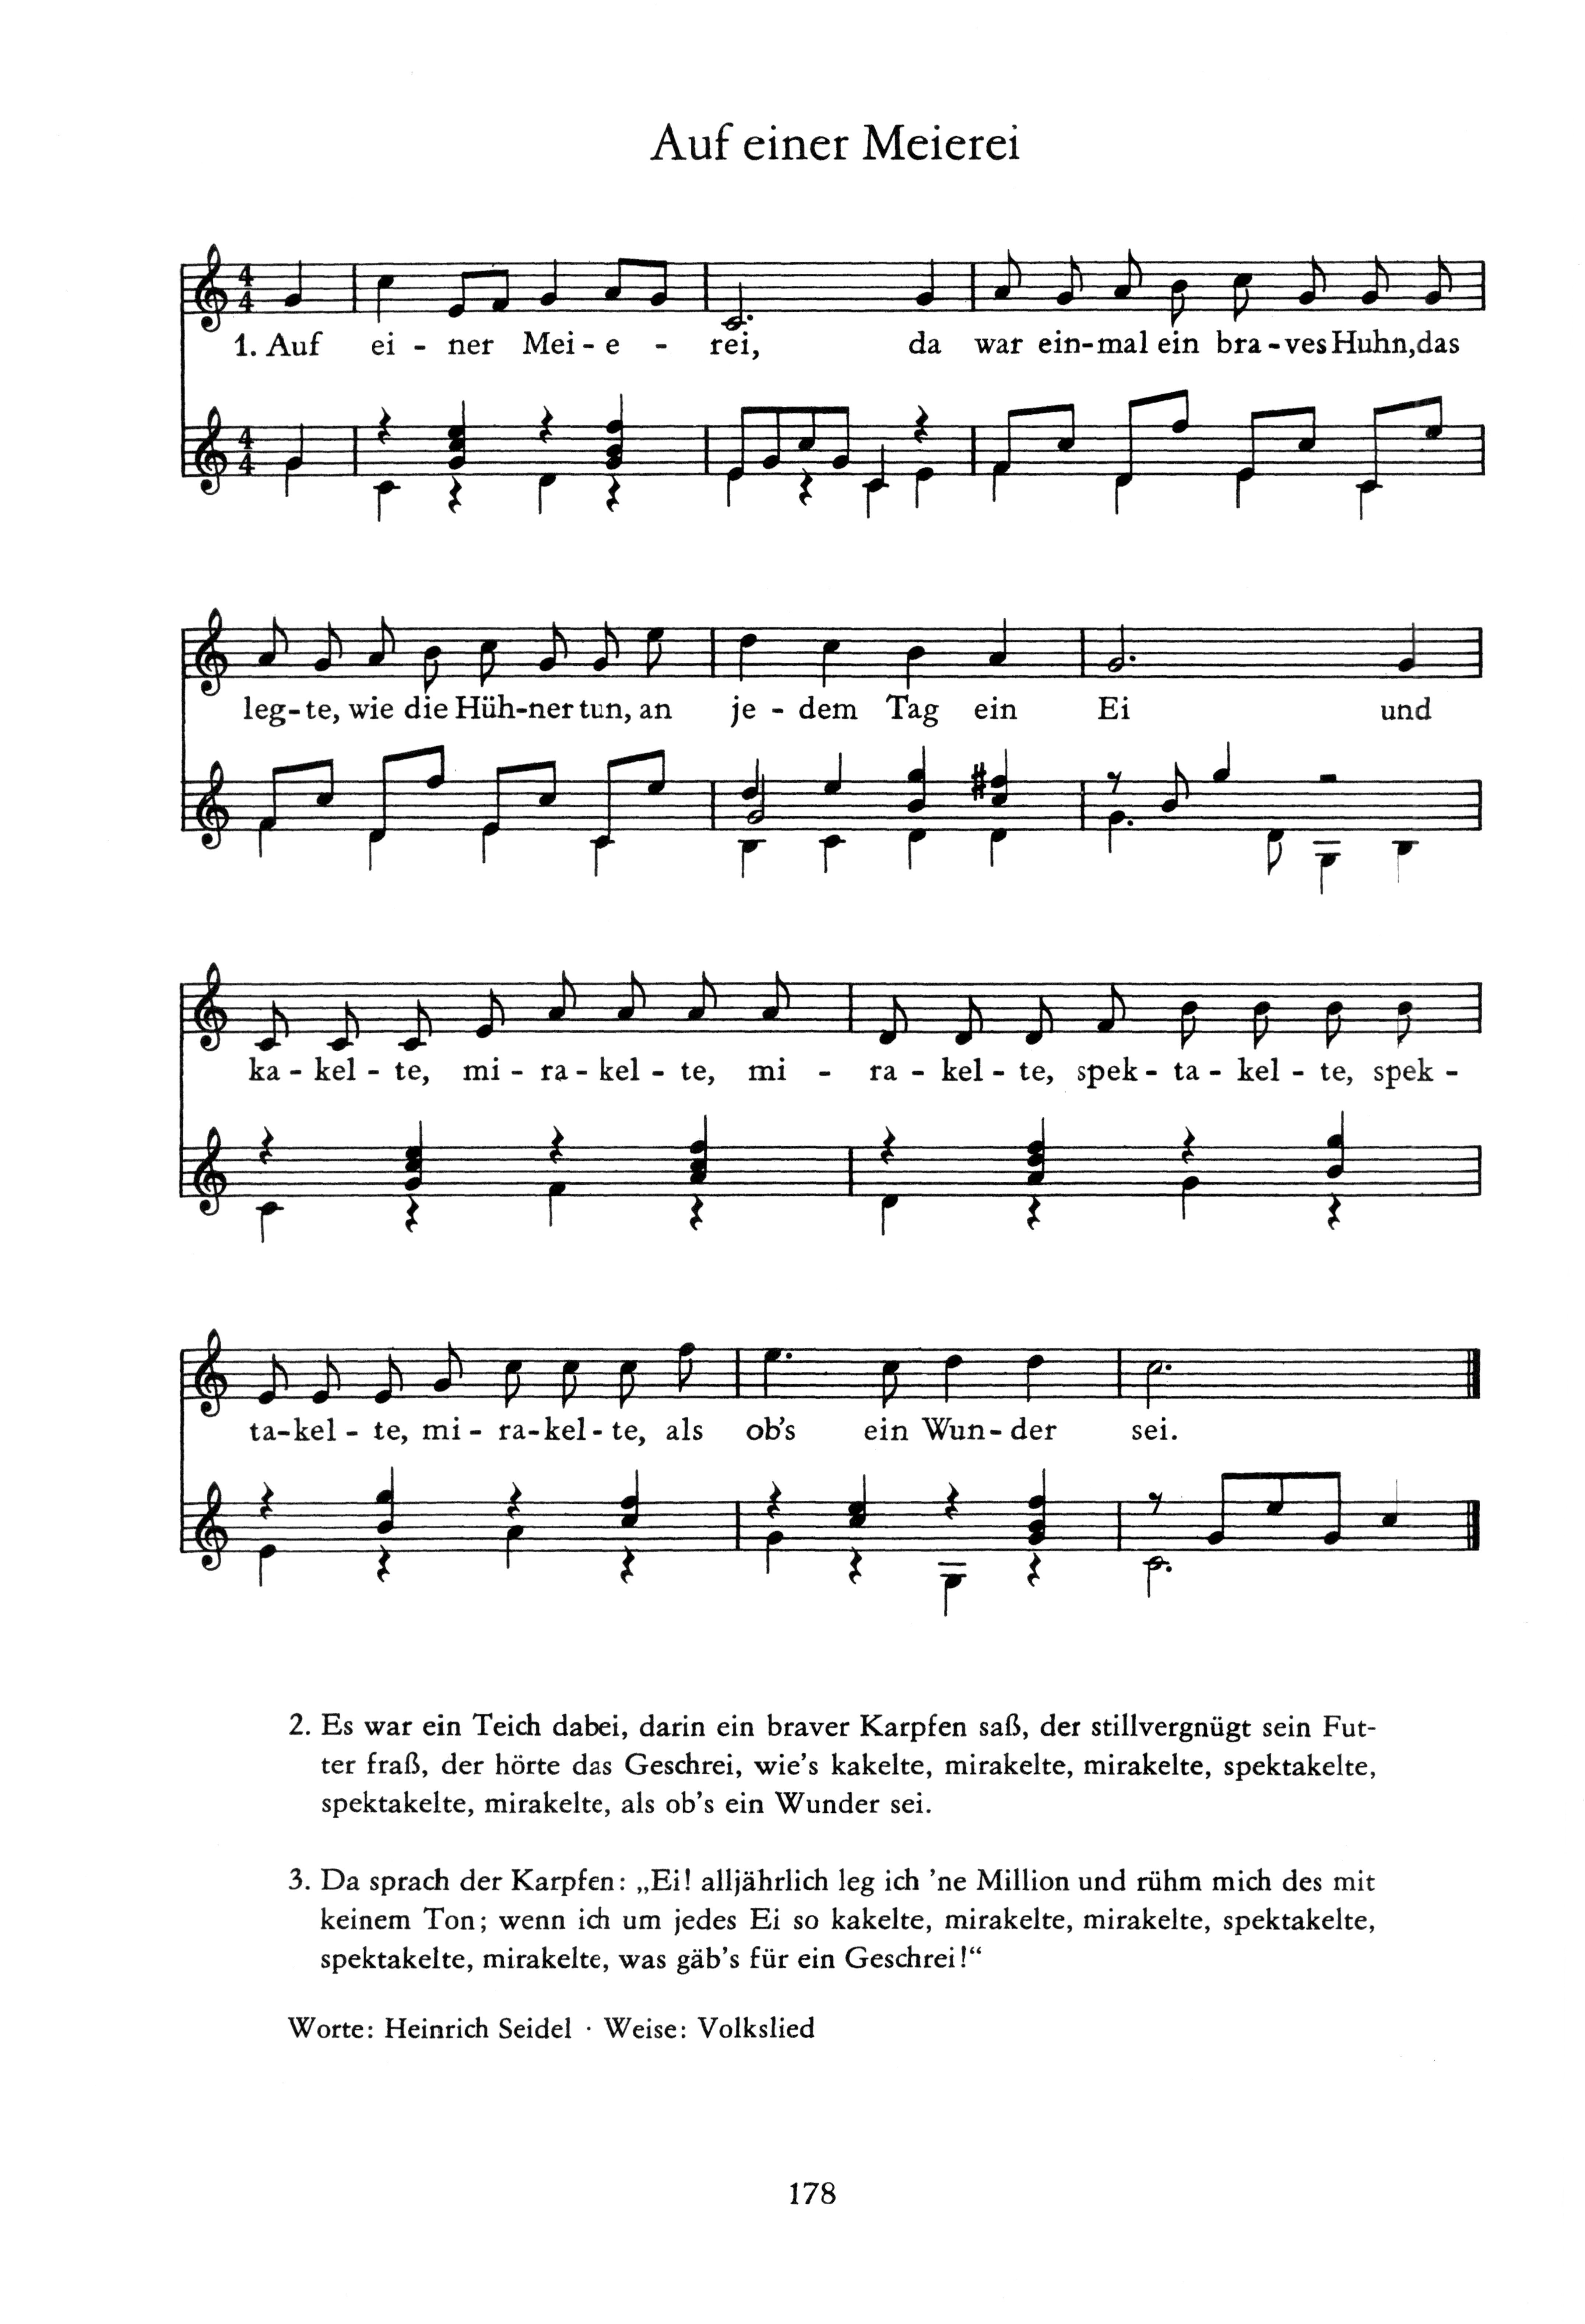 Auf einer Meierei
1. Auf ei - ner Mei - e - rei, da war ein-mal ein bra-ves Huhn, das
leg-te, wie die Hüh-ner tun, an je - dem Tag ein Ei und
ka - kel - te, mi - ra - kel - te, mi - ra - kel - te, spek - ta - kel - te, spek -
ta-kel - te, mi - ra-kel - te, als ob's ein Wun-der sei.
2. Es war ein Teich dabei, darin ein braver Karpfen saß, der stillvergnügt sein Fut-
ter fraß, der hörte das Geschrei, wie's kakelte, mirakelte, mirakelte, spektakelte,
spektakelte, mirakelte, als ob's ein Wunder sei.
3. Da sprach der Karpfen: „Ei! alljährlich leg ich 'ne Million und rühm mich des mit
keinem Ton; wenn ich um jedes Ei so kakelte, mirakelte, mirakelte, spektakelte,
spektakelte, mirakelte, was gäb's für ein Geschrei!“
Worte: Heinrich Seidel · Weise: Volkslied
178